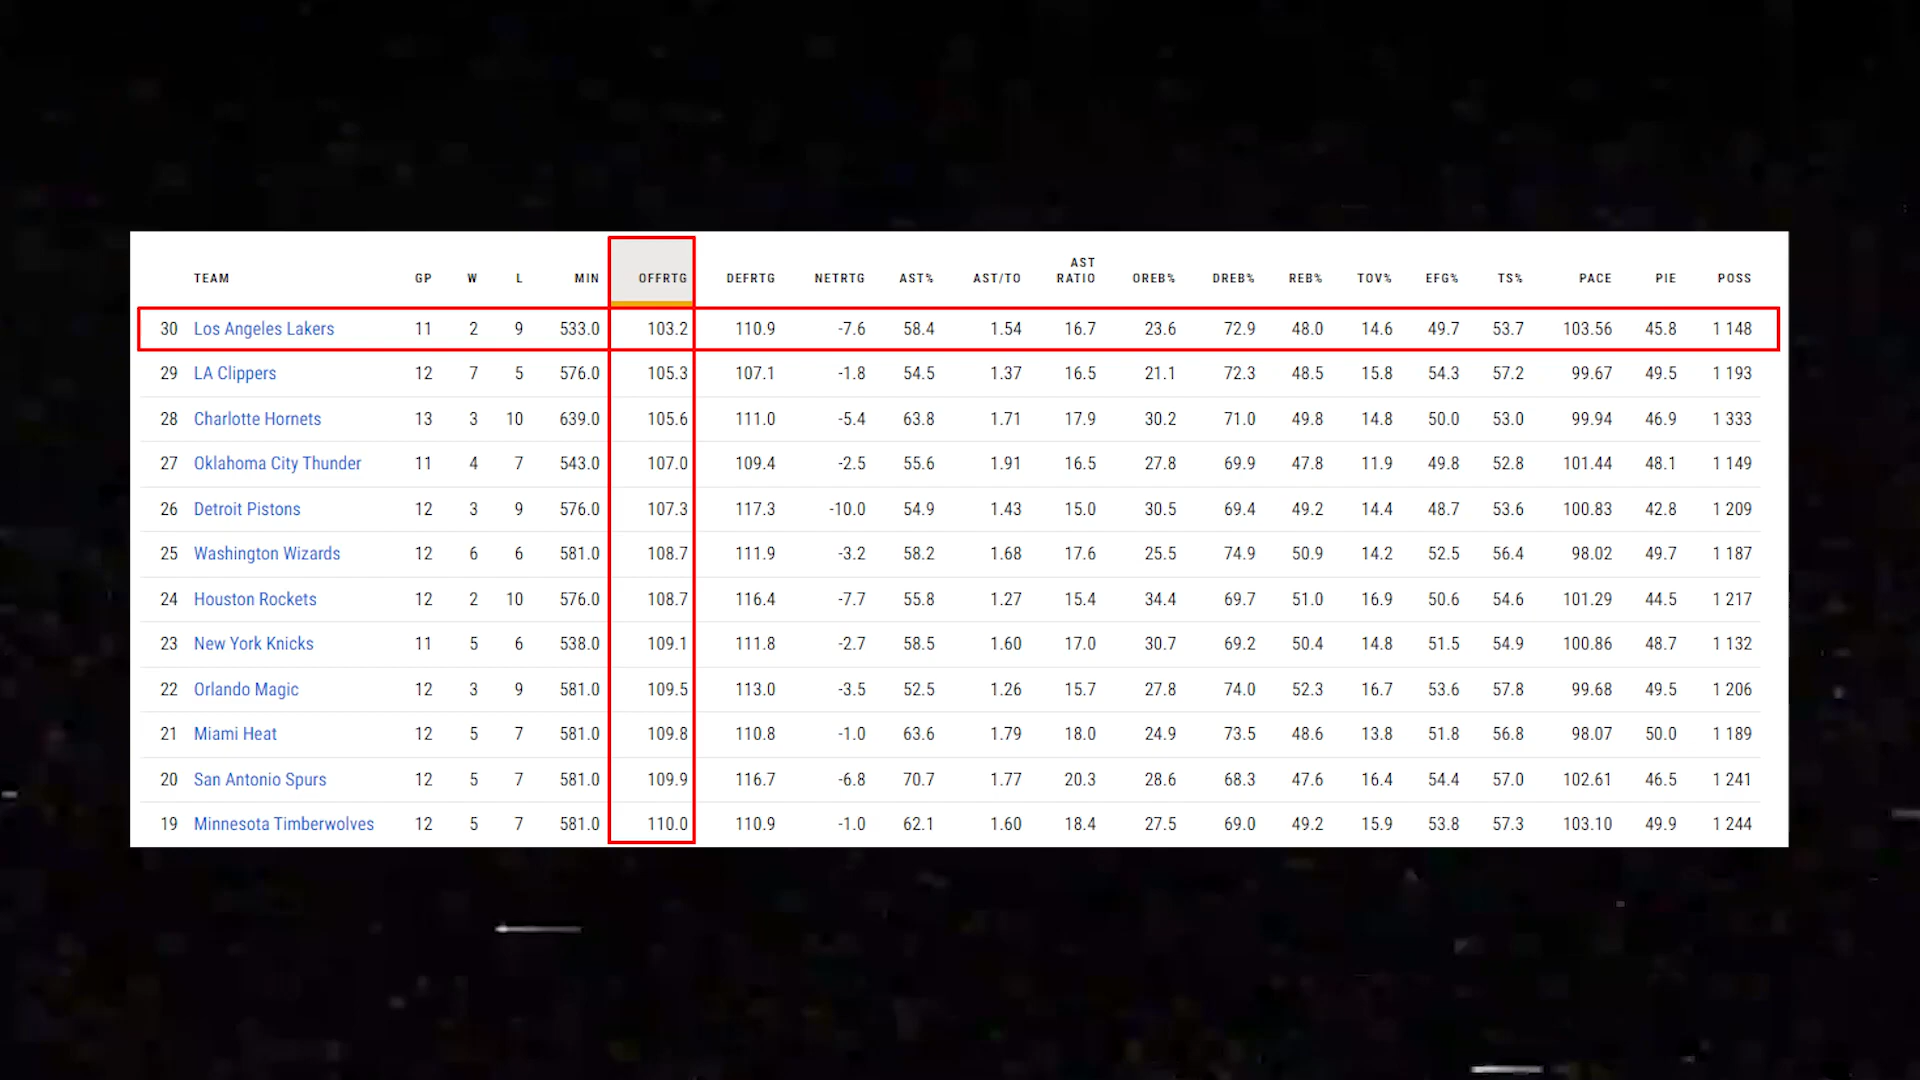 TEAM GP W L MIN OFFRTG DEFRTG NETRTG AST% AST/TO AST RATIO OREB% DREB% REB% TOV% EFG% TS% PACE PIE POSS
30 Los Angeles Lakers 11 2 9 533.0 103.2 110.9 -7.6 58.4 1.54 16.7 23.6 72.9 48.0 14.6 49.7 53.7 103.56 45.8 1 148
29 LA Clippers 12 7 5 576.0 105.3 107.1 -1.8 54.5 1.37 16.5 21.1 72.3 48.5 15.8 54.3 57.2 99.67 49.5 1 193
28 Charlotte Hornets 13 3 10 639.0 105.6 111.0 -5.4 63.8 1.71 17.9 30.2 71.0 49.8 14.8 50.0 53.0 99.94 46.9 1 333
27 Oklahoma City Thunder 11 4 7 543.0 107.0 109.4 -2.5 55.6 1.91 16.5 27.8 69.9 47.8 11.9 49.8 52.8 101.44 48.1 1 149
26 Detroit Pistons 12 3 9 576.0 107.3 117.3 -10.0 54.9 1.43 15.0 30.5 69.4 49.2 14.4 48.7 53.6 100.83 42.8 1 209
25 Washington Wizards 12 6 6 581.0 108.7 111.9 -3.2 58.2 1.68 17.6 25.5 74.9 50.9 14.2 52.5 56.4 98.02 49.7 1 187
24 Houston Rockets 12 2 10 576.0 108.7 116.4 -7.7 55.8 1.27 15.4 34.4 69.7 51.0 16.9 50.6 54.6 101.29 44.5 1 217
23 New York Knicks 11 5 6 538.0 109.1 111.8 -2.7 58.5 1.60 17.0 30.7 69.2 50.4 14.8 51.5 54.9 100.86 48.7 1 132
22 Orlando Magic 12 3 9 581.0 109.5 113.0 -3.5 52.5 1.26 15.7 27.8 74.0 52.3 16.7 53.6 57.8 99.68 49.5 1 206
21 Miami Heat 12 5 7 581.0 109.8 110.8 -1.0 63.6 1.79 18.0 24.9 73.5 48.6 13.8 51.8 56.8 98.07 50.0 1 189
20 San Antonio Spurs 12 5 7 581.0 109.9 116.7 -6.8 70.7 1.77 20.3 28.6 68.3 47.6 16.4 54.4 57.0 102.61 46.5 1 241
19 Minnesota Timberwolves 12 5 7 581.0 110.0 110.9 -1.0 62.1 1.60 18.4 27.5 69.0 49.2 15.9 53.8 57.3 103.10 49.9 1 244